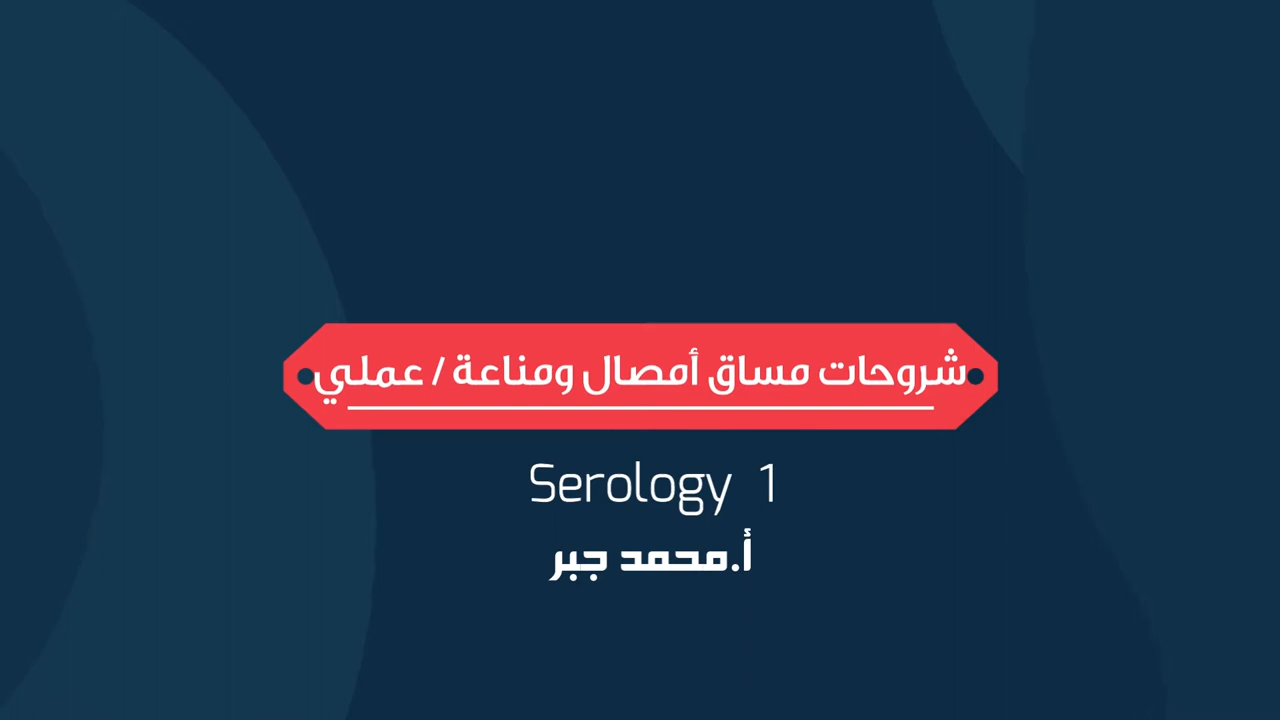 شروحات مساق أمصال ومناعة / عملي
Serology 1
أ.محمد جبر